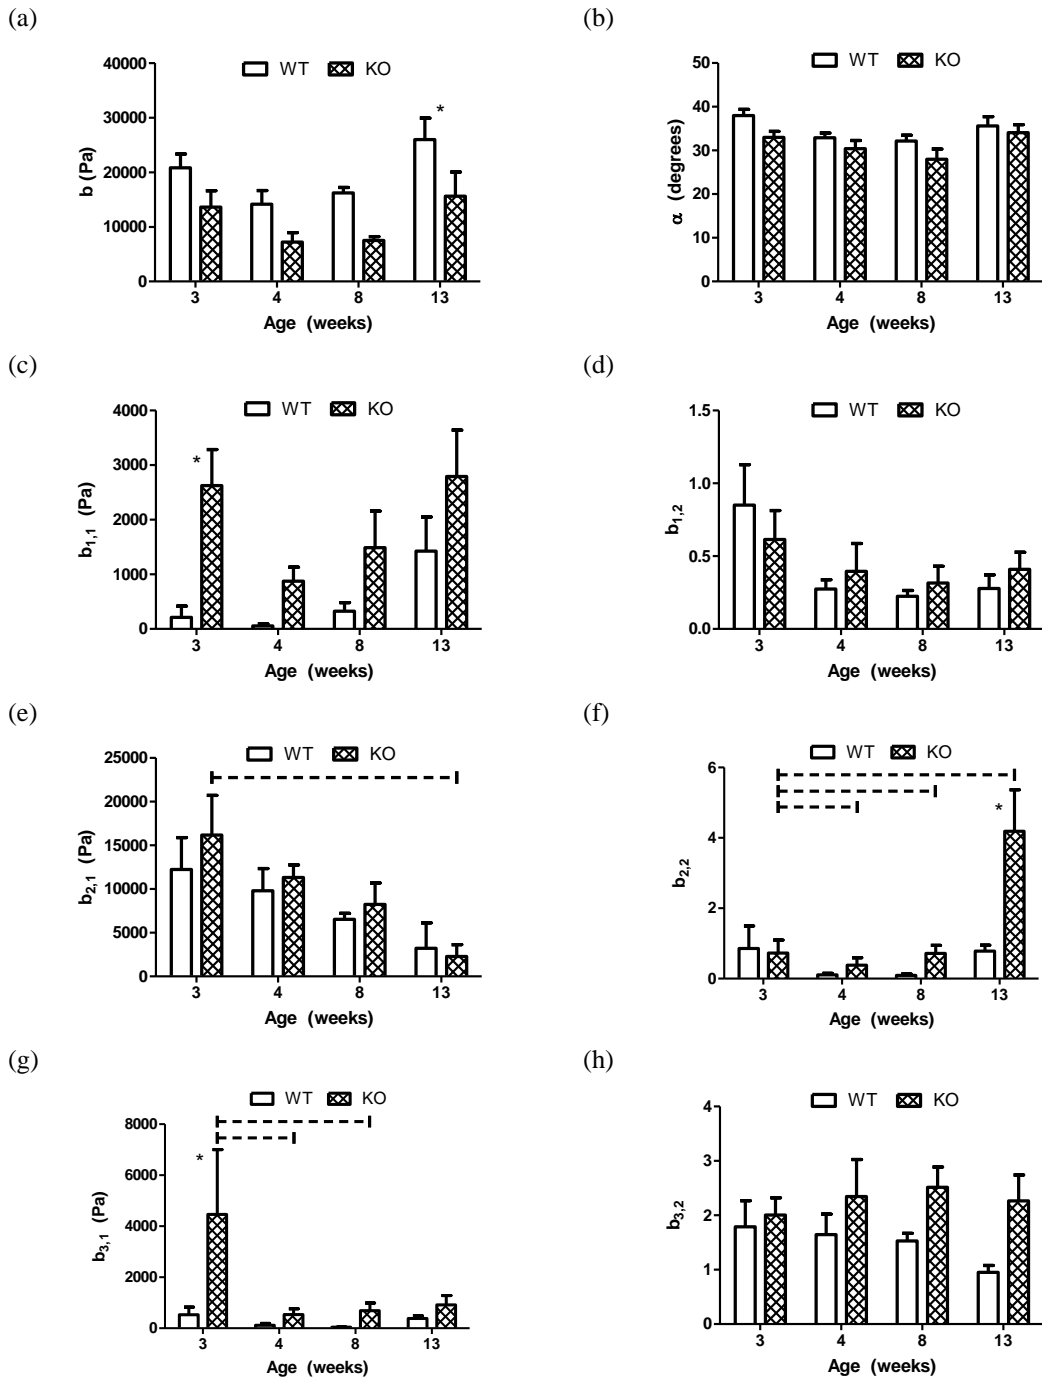 (a)
WT KO
40000
30000
20000
10000
0
b (Pa)
*
3 4 8 13
Age (weeks)
(b)
WT KO
50
40
30
20
10
0
α (degrees)
3 4 8 13
Age (weeks)
(c)
WT KO
4000
3000
2000
1000
0
b1,1 (Pa)
*
3 4 8 13
Age (weeks)
(d)
WT KO
1.5
1.0
0.5
0.0
b1,2
3 4 8 13
Age (weeks)
(e)
WT KO
25000
20000
15000
10000
5000
0
b2,1 (Pa)
3 4 8 13
Age (weeks)
(f)
WT KO
6
4
2
0
b2,2
*
3 4 8 13
Age (weeks)
(g)
WT KO
8000
6000
4000
2000
0
b3,1 (Pa)
*
3 4 8 13
Age (weeks)
(h)
WT KO
4
3
2
1
0
b3,2
3 4 8 13
Age (weeks)